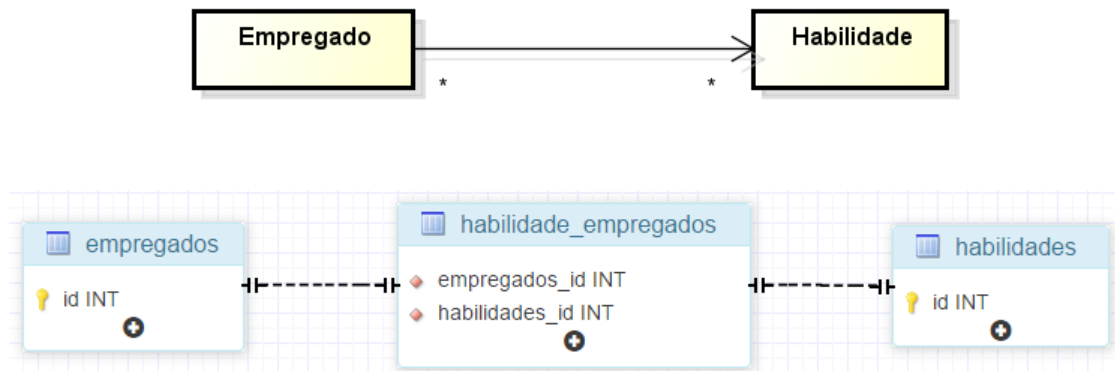 Empregado
Habilidade
*
*
empregados
id INT
habilidade_empregados
empregados_id INT
habilidades_id INT
habilidades
id INT